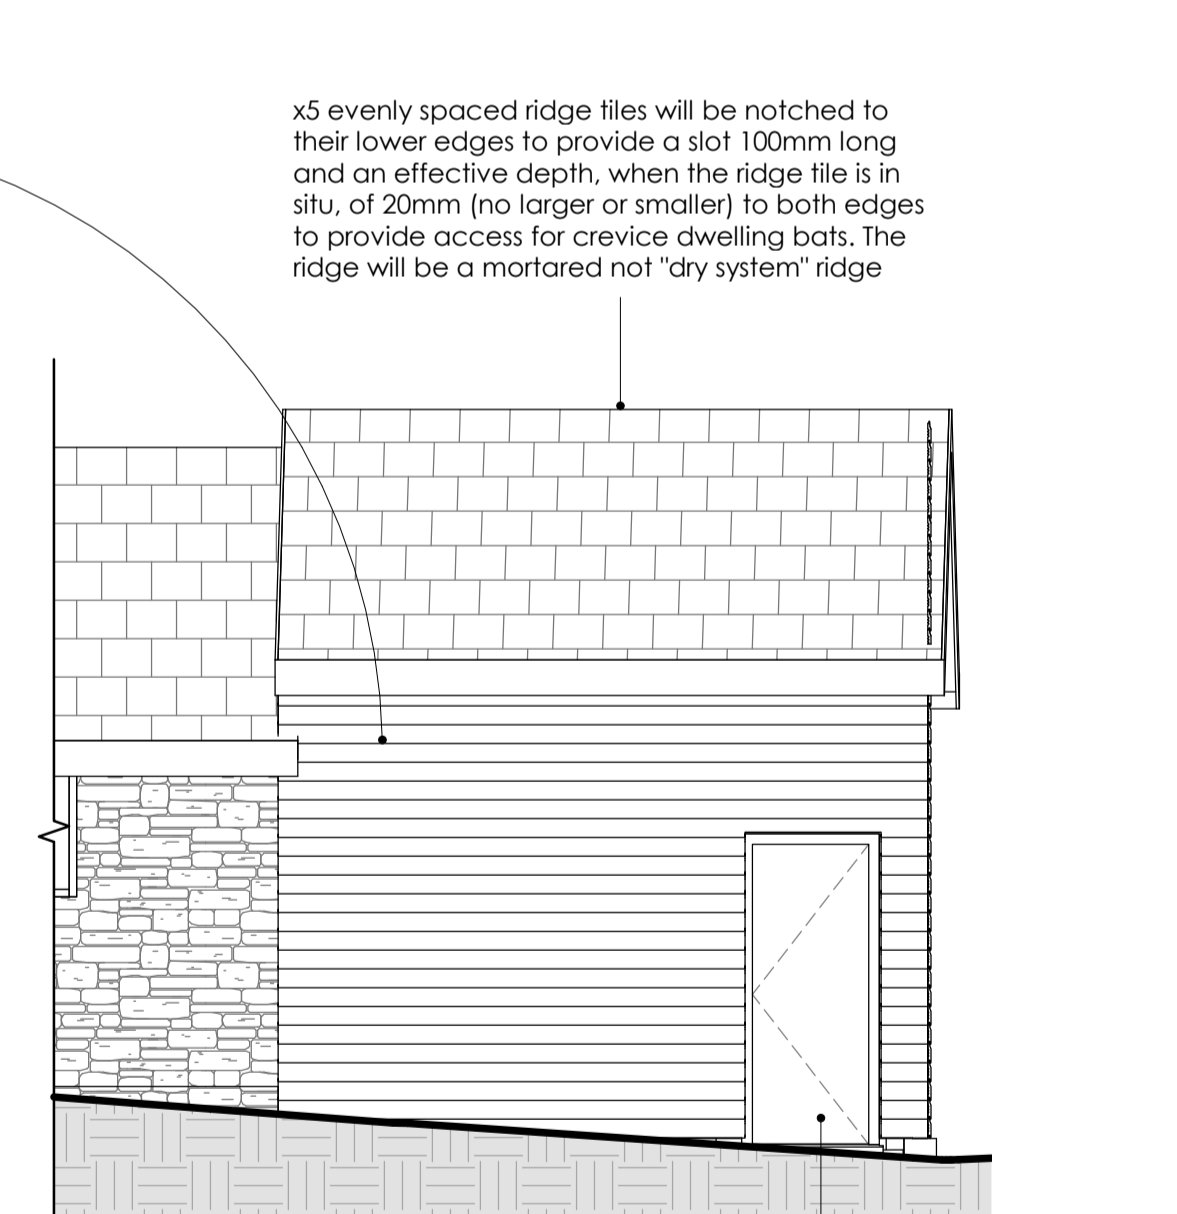 x5 evenly spaced ridge tiles will be notched to
their lower edges to provide a slot 100mm long
and an effective depth, when the ridge tile is in
situ, of 20mm (no larger or smaller) to both edges
to provide access for crevice dwelling bats. The
ridge will be a mortared not "dry system" ridge